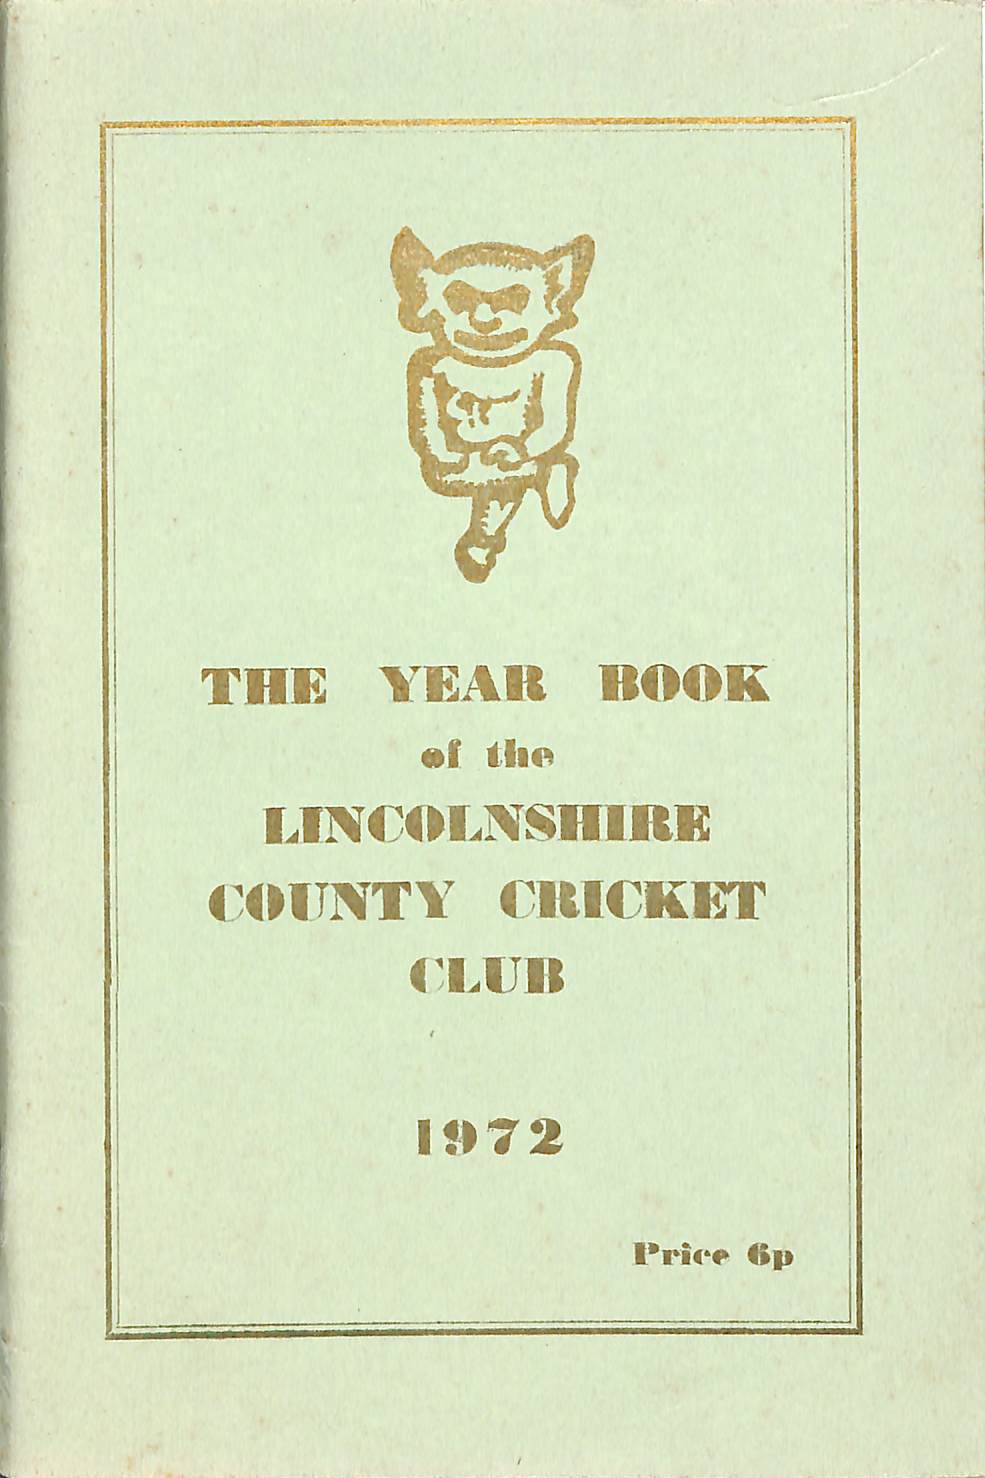 THE YEAR BOOK
of the
LINCOLNSHIRE
COUNTY CRICKET
CLUB
1972
Price 6p